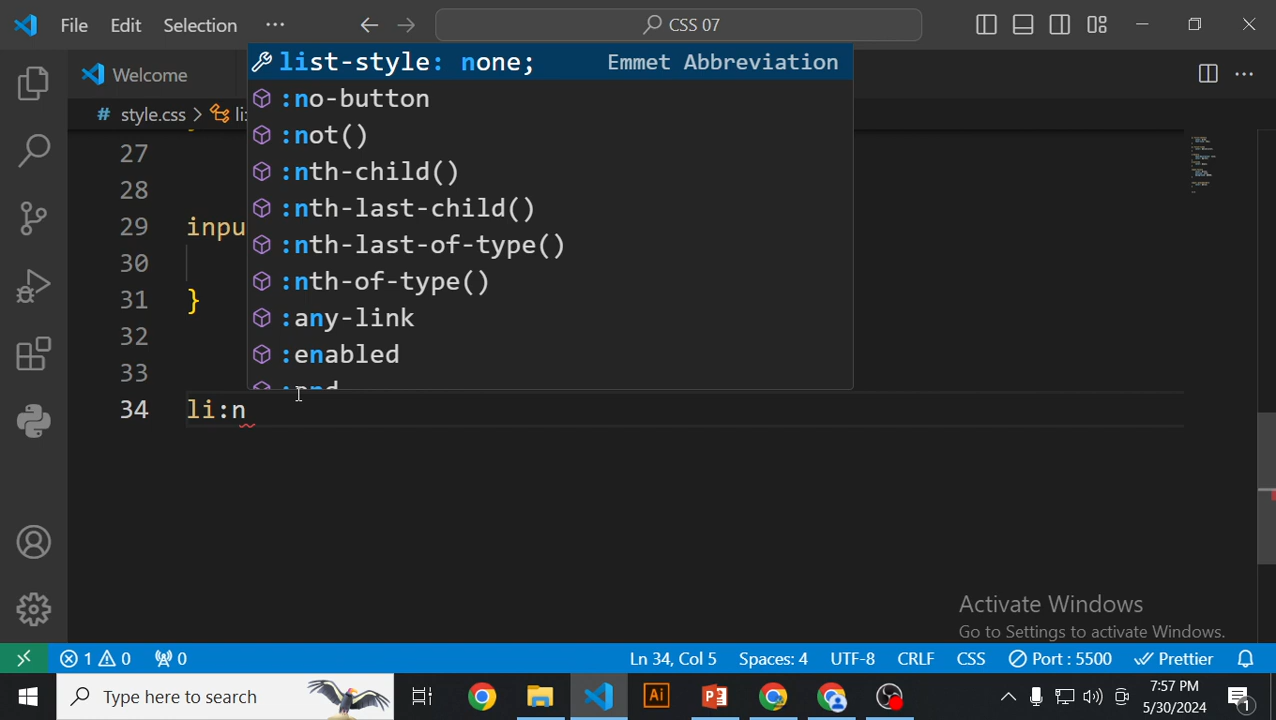 File Edit Selection ··· CSS 07
Welcome
list-style: none; Emmet Abbreviation
# style.css > li:
:no-button
:not()
:nth-child()
:nth-last-child()
:nth-last-of-type()
:nth-of-type()
:any-link
:enabled
27
28
29 inpu
30
31 }
32
33
34 li:n
Activate Windows
Go to Settings to activate Windows.
1 0 0 Ln 34, Col 5 Spaces: 4 UTF-8 CRLF CSS Port : 5500 Prettier
Type here to search Ai 7:57 PM
5/30/2024 1